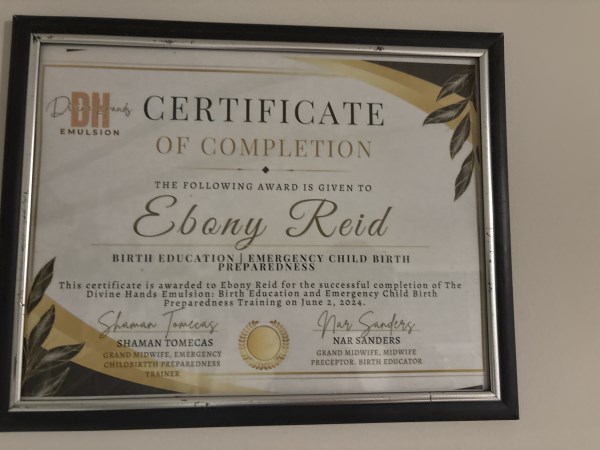 Divine Hands
DH
EMULSION
CERTIFICATE
OF COMPLETION
THE FOLLOWING AWARD IS GIVEN TO
Ebony Reid
BIRTH EDUCATION | EMERGENCY CHILD BIRTH
PREPAREDNESS
This certificate is awarded to Ebony Reid for the successful completion of The
Divine Hands Emulsion: Birth Education and Emergency Child Birth
Preparedness Training on June 2, 2024.
Shaman Tomecas
SHAMAN TOMECAS
GRAND MIDWIFE, EMERGENCY
CHILDBIRTTH PREPAREDNESS
TRAINER
Nar Sanders
NAR SANDERS
GRAND MIDWIFE, MIDWIFE
PRECEPTOR, BIRTH EDUCATOR